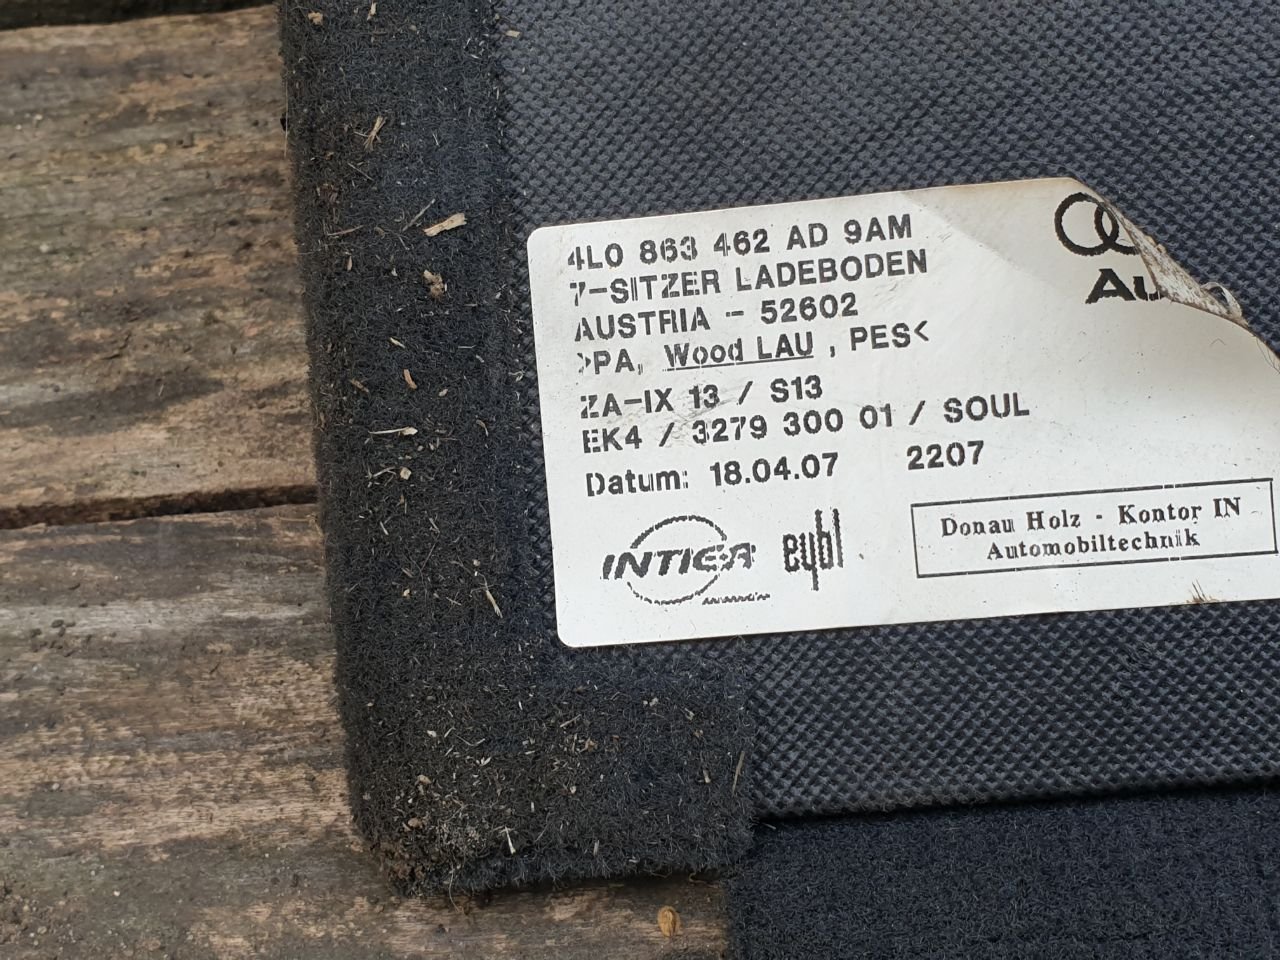 4L0 863 462 AD 9AM
7-SITZER LADEBODEN
AUSTRIA - 52602
>PA, Wood LAU , PES<
ZA-IX 13 / S13
EK4 / 3279 300 01 / SOUL
Datum: 18.04.07 2207
INTIER
eybl
Donau Holz - Kontor IN
Automobiltechnik
Au